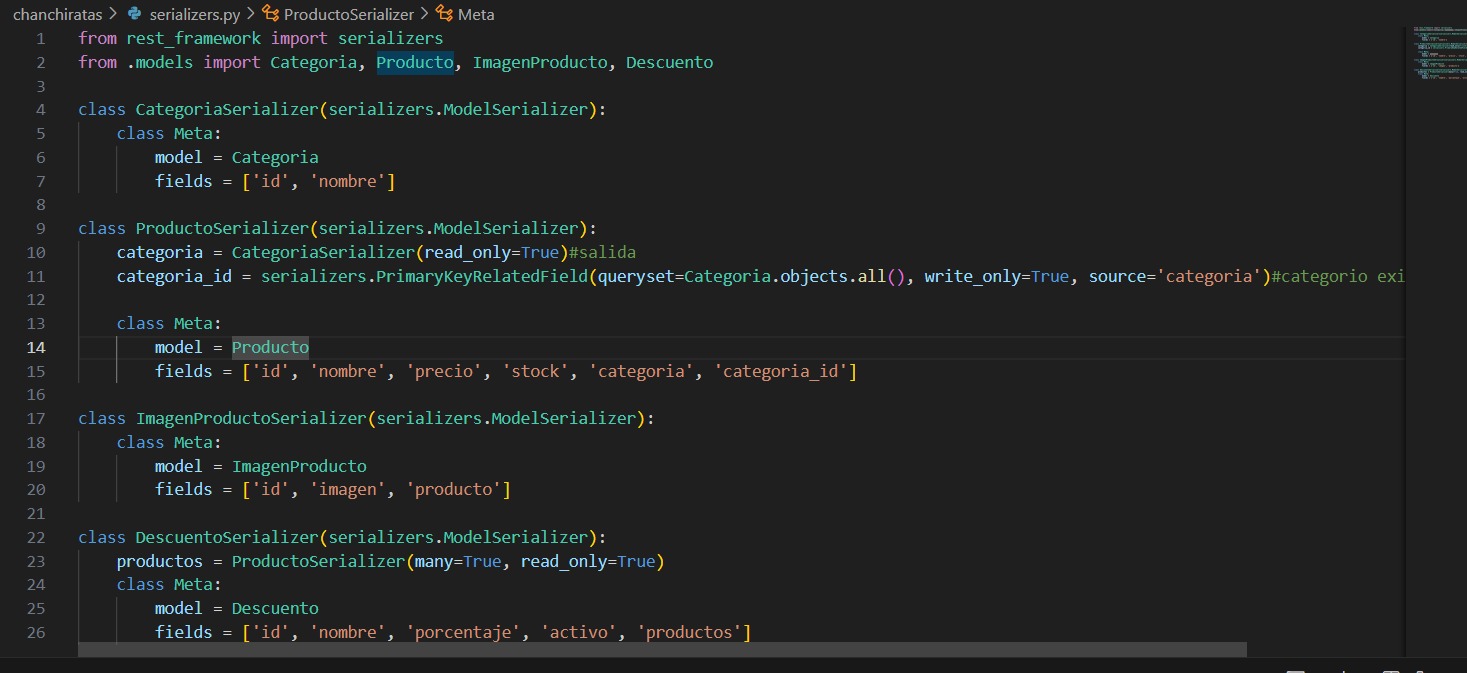 chanchiratas > serializers.py > ProductoSerializer > Meta
1 from rest_framework import serializers
2 from .models import Categoria, Producto, ImagenProducto, Descuento
3
4 class CategoriaSerializer(serializers.ModelSerializer):
5     class Meta:
6         model = Categoria
7         fields = ['id', 'nombre']
8
9 class ProductoSerializer(serializers.ModelSerializer):
10     categoria = CategoriaSerializer(read_only=True)#salida
11     categoria_id = serializers.PrimaryKeyRelatedField(queryset=Categoria.objects.all(), write_only=True, source='categoria')#categorio exi
12
13     class Meta:
14         model = Producto
15         fields = ['id', 'nombre', 'precio', 'stock', 'categoria', 'categoria_id']
16
17 class ImagenProductoSerializer(serializers.ModelSerializer):
18     class Meta:
19         model = ImagenProducto
20         fields = ['id', 'imagen', 'producto']
21
22 class DescuentoSerializer(serializers.ModelSerializer):
23     productos = ProductoSerializer(many=True, read_only=True)
24     class Meta:
25         model = Descuento
26         fields = ['id', 'nombre', 'porcentaje', 'activo', 'productos']